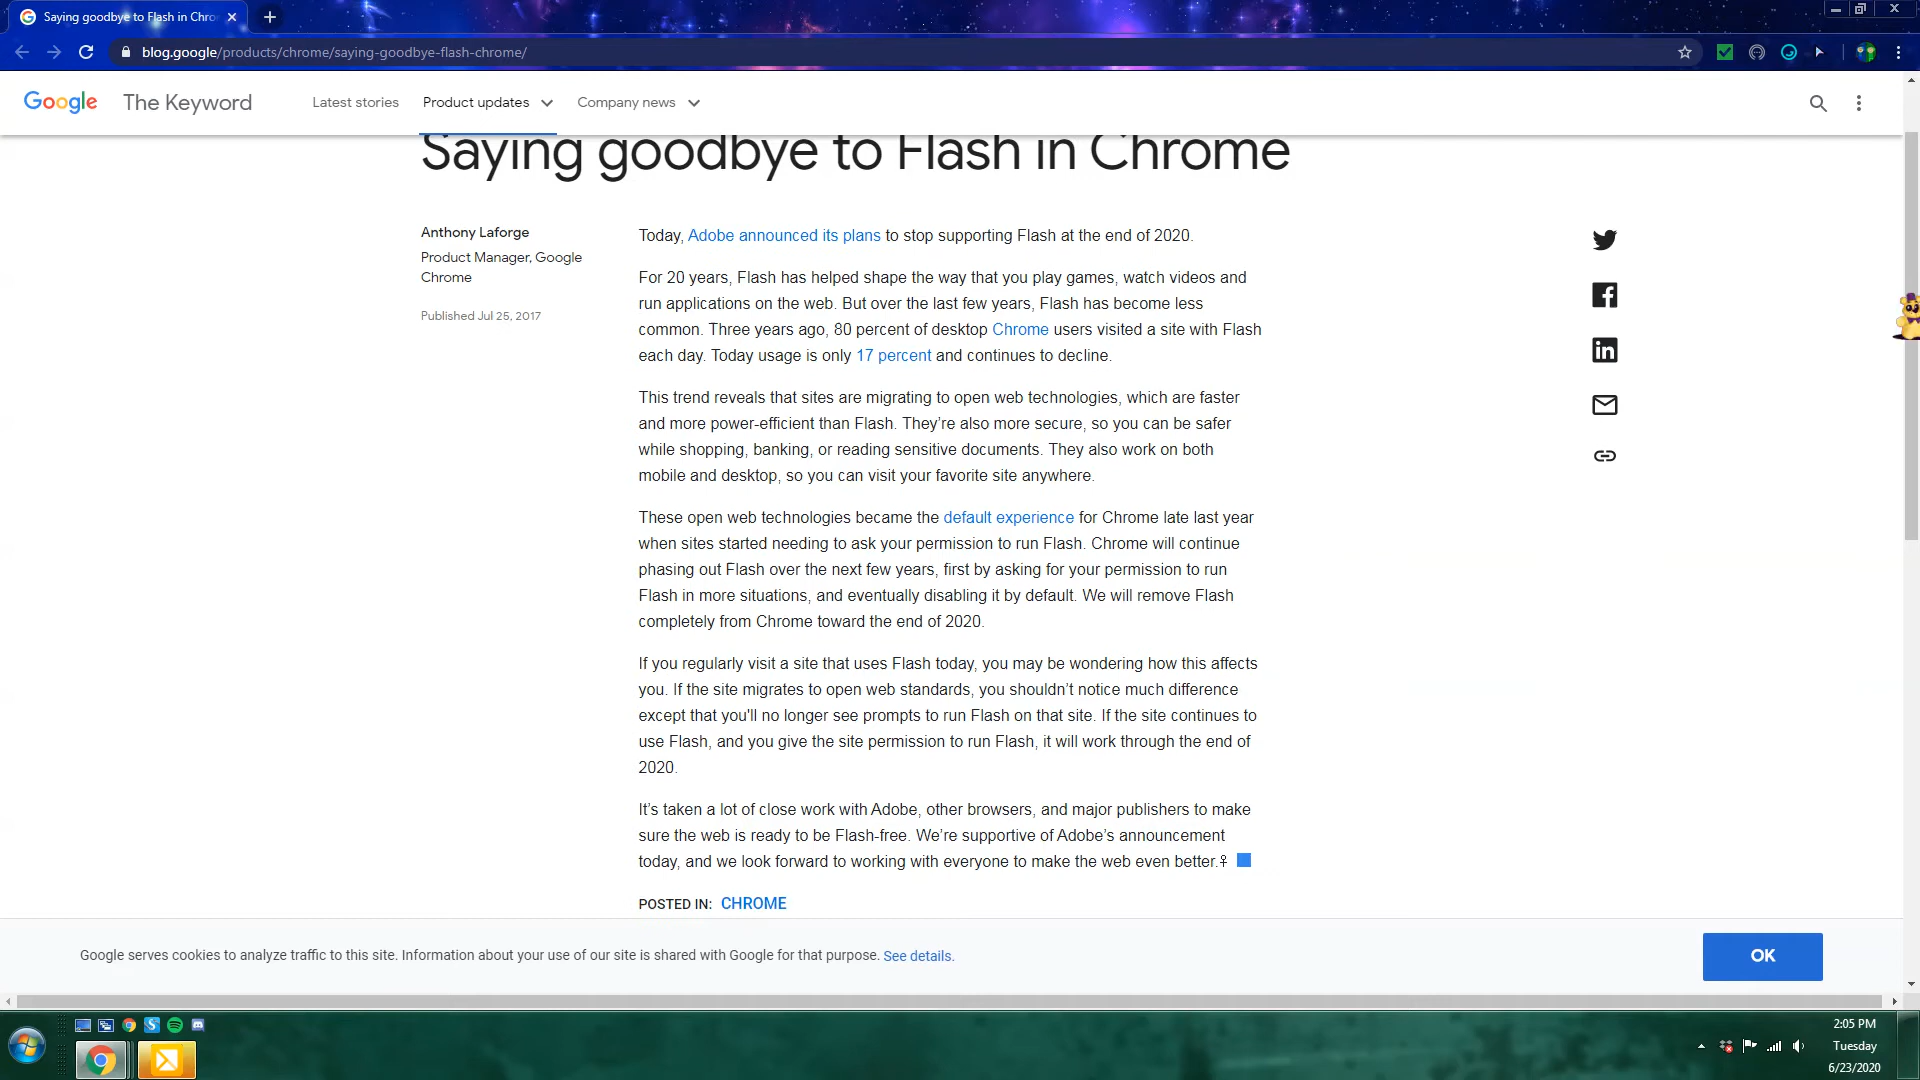 Saying goodbye to Flash in Chro
blog.google/products/chrome/saying-goodbye-flash-chrome/
Google The Keyword Latest stories Product updates Company news
Saying goodbye to Flash in Chrome
Anthony Laforge
Product Manager, Google
Chrome
Published Jul 25, 2017
Today, Adobe announced its plans to stop supporting Flash at the end of 2020.
For 20 years, Flash has helped shape the way that you play games, watch videos and
run applications on the web. But over the last few years, Flash has become less
common. Three years ago, 80 percent of desktop Chrome users visited a site with Flash
each day. Today usage is only 17 percent and continues to decline.
This trend reveals that sites are migrating to open web technologies, which are faster
and more power-efficient than Flash. They’re also more secure, so you can be safer
while shopping, banking, or reading sensitive documents. They also work on both
mobile and desktop, so you can visit your favorite site anywhere.
These open web technologies became the default experience for Chrome late last year
when sites started needing to ask your permission to run Flash. Chrome will continue
phasing out Flash over the next few years, first by asking for your permission to run
Flash in more situations, and eventually disabling it by default. We will remove Flash
completely from Chrome toward the end of 2020.
If you regularly visit a site that uses Flash today, you may be wondering how this affects
you. If the site migrates to open web standards, you shouldn’t notice much difference
except that you'll no longer see prompts to run Flash on that site. If the site continues to
use Flash, and you give the site permission to run Flash, it will work through the end of
2020.
It’s taken a lot of close work with Adobe, other browsers, and major publishers to make
sure the web is ready to be Flash-free. We’re supportive of Adobe’s announcement
today, and we look forward to working with everyone to make the web even better.
POSTED IN: CHROME
Google serves cookies to analyze traffic to this site. Information about your use of our site is shared with Google for that purpose. See details.
OK
2:05 PM
Tuesday
6/23/2020